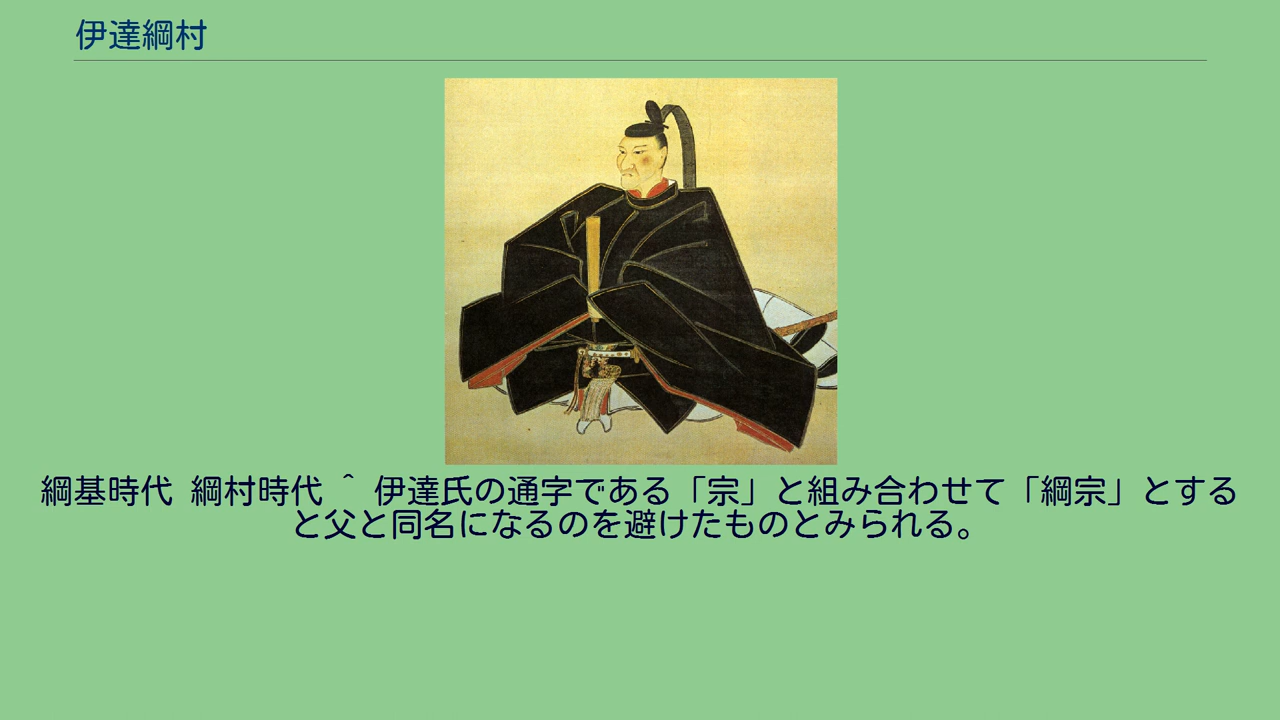 伊達綱村
綱基時代 綱村時代 ^ 伊達氏の通字である「宗」と組み合わせて「綱宗」とする
と父と同名になるのを避けたものとみられる。